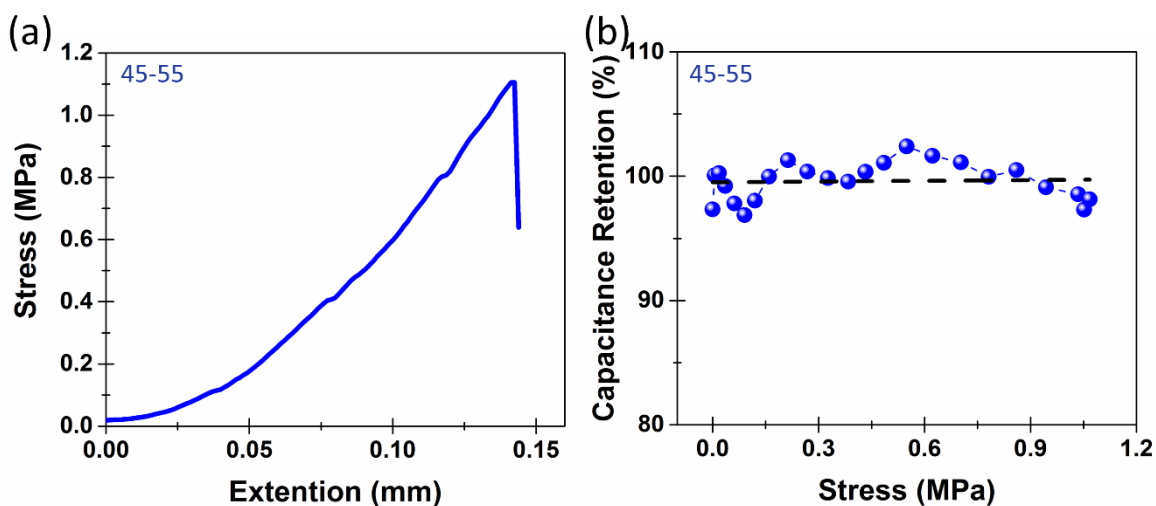 (a)
45-55
1.2
1.0
0.8
0.6
0.4
0.2
0.0
Stress (MPa)
0.00 0.05 0.10 0.15
Extention (mm)
(b)
45-55
110
100
90
80
Capacitance Retention (%)
0.0 0.3 0.6 0.9 1.2
Stress (MPa)